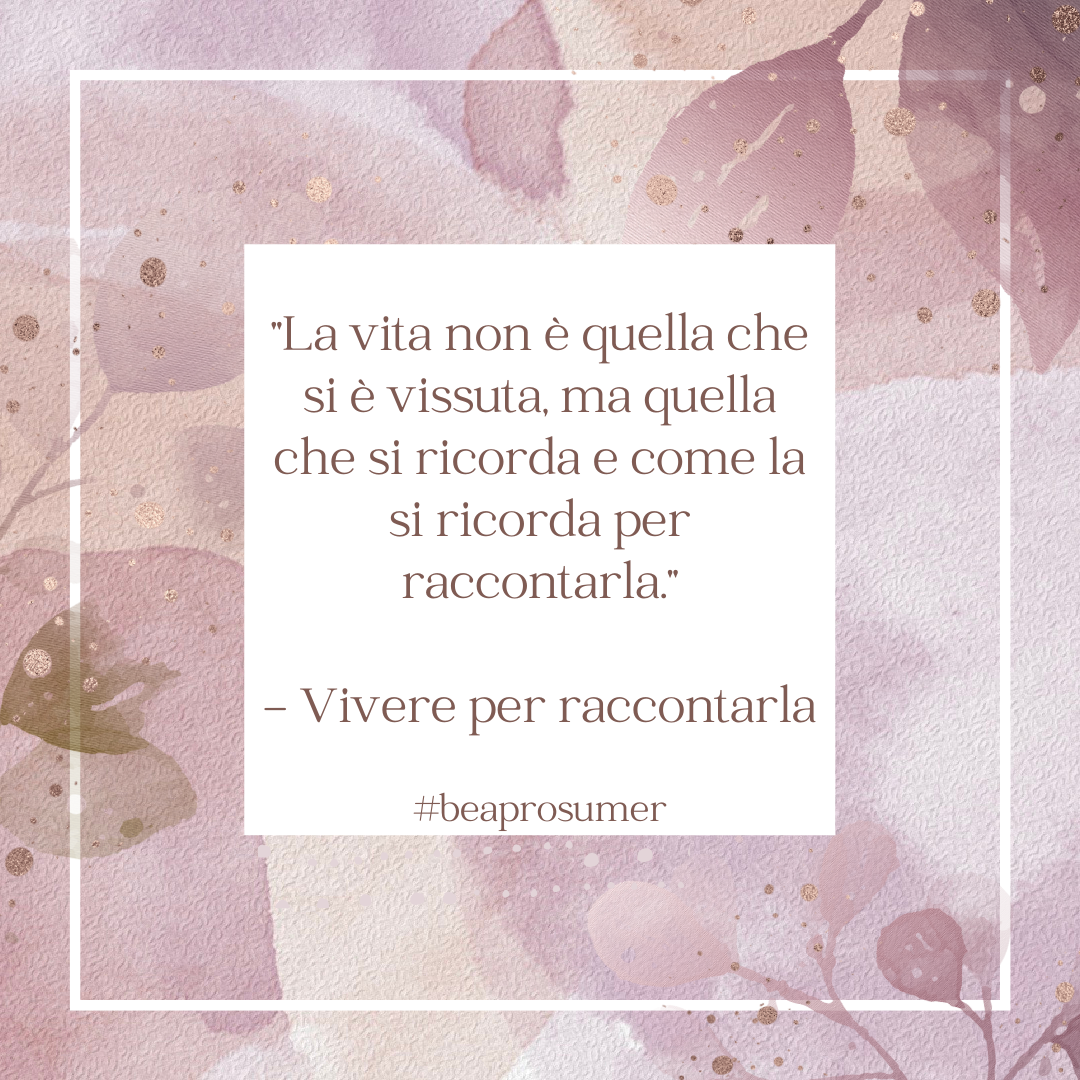 "La vita non è quella che
si è vissuta, ma quella
che si ricorda e come la
si ricorda per
raccontarla."
– Vivere per raccontarla
#beaprosumer